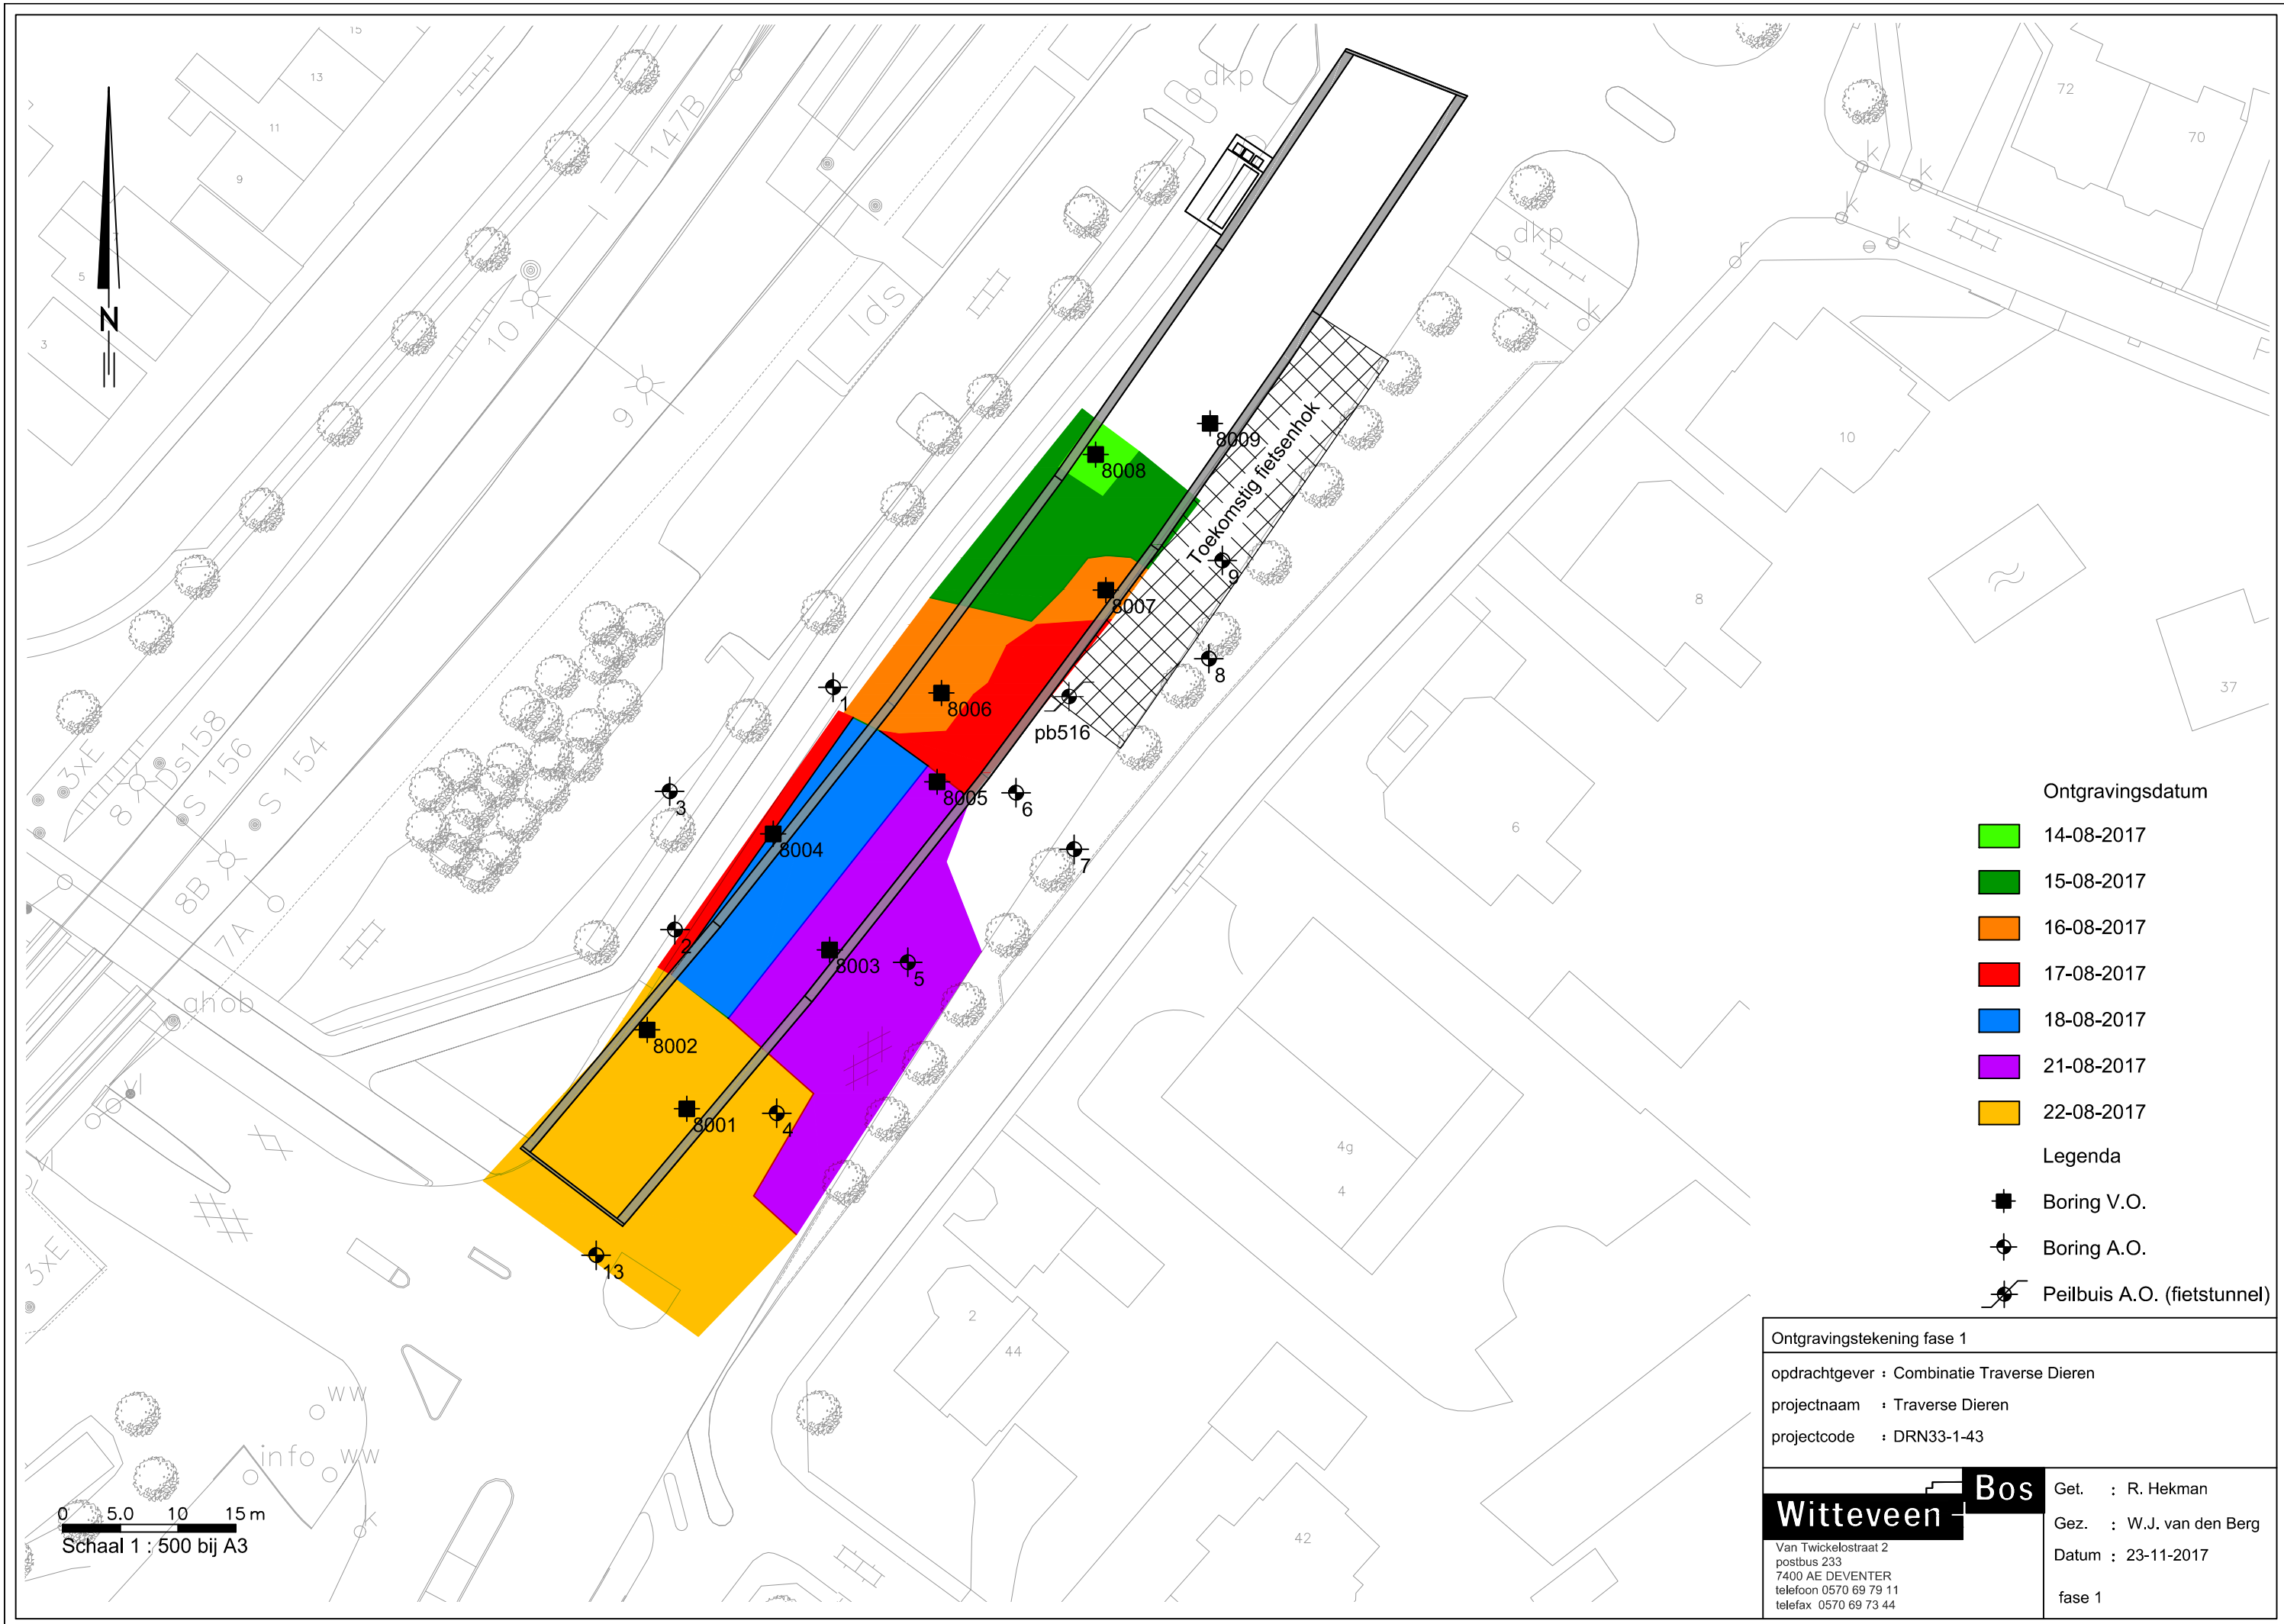 15
13
11
9
7
5
3
N
147B
10
9
lds
dkp
dkp
k
k
k
k
k
r
72
70
F
10
8
37
6
4g
4
2
44
42
8009
8008
Toekomstig fietsenhok
9
8007
8
1
8006
pb516
3
8005
6
8004
7
2
8003
5
8002
8001
4
13
3xE
8
Ds158
S 156
S 154
8B
7A
ahob
vl
vl
3xE
ww
info
ww
k
0 5.0 10 15 m
Schaal 1 : 500 bij A3
Ontgravingsdatum
14-08-2017
15-08-2017
16-08-2017
17-08-2017
18-08-2017
21-08-2017
22-08-2017
Legenda
Boring V.O.
Boring A.O.
Peilbuis A.O. (fietstunnel)
Ontgravingstekening fase 1
opdrachtgever : Combinatie Traverse Dieren
projectnaam : Traverse Dieren
projectcode : DRN33-1-43
Witteveen + Bos
Van Twickelostraat 2
postbus 233
7400 AE DEVENTER
telefoon 0570 69 79 11
telefax 0570 69 73 44
Get. : R. Hekman
Gez. : W.J. van den Berg
Datum : 23-11-2017
fase 1